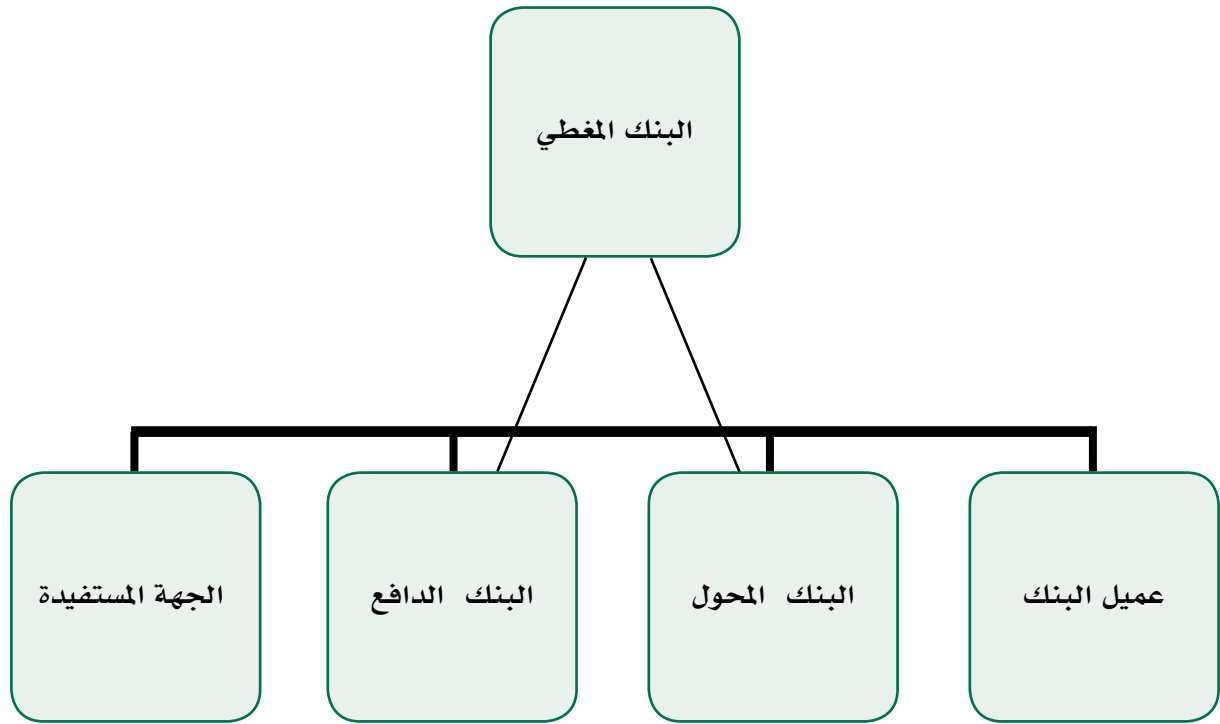 البنك المغطي
عميل البنك
البنك المحول
البنك الدافع
الجهة المستفيدة